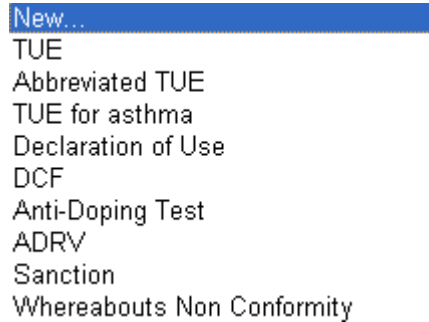 New...
TUE
Abbreviated TUE
TUE for asthma
Declaration of Use
DCF
Anti-Doping Test
ADRV
Sanction
Whereabouts Non Conformity